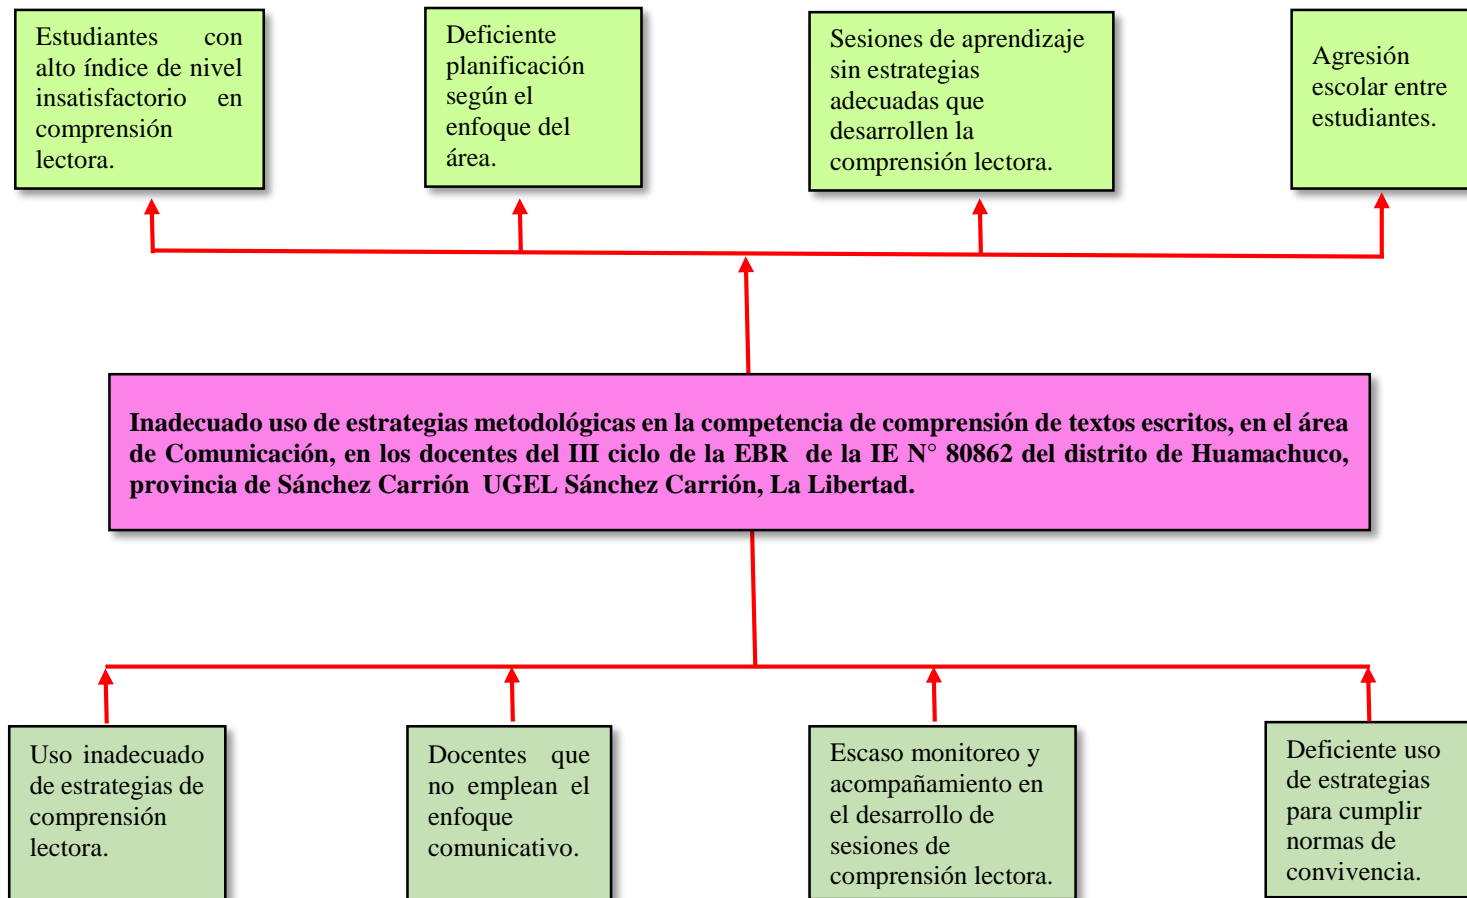 Estudiantes con
alto índice de nivel
insatisfactorio en
comprensión
lectora.
Deficiente
planificación
según el
enfoque del
área.
Sesiones de aprendizaje
sin estrategias
adecuadas que
desarrollen la
comprensión lectora.
Agresión
escolar entre
estudiantes.
Inadecuado uso de estrategias metodológicas en la competencia de comprensión de textos escritos, en el área
de Comunicación, en los docentes del III ciclo de la EBR de la IE N° 80862 del distrito de Huamachuco,
provincia de Sánchez Carrión UGEL Sánchez Carrión, La Libertad.
Uso inadecuado
de estrategias de
comprensión
lectora.
Docentes que
no emplean el
enfoque
comunicativo.
Escaso monitoreo y
acompañamiento en
el desarrollo de
sesiones de
comprensión lectora.
Deficiente uso
de estrategias
para cumplir
normas de
convivencia.